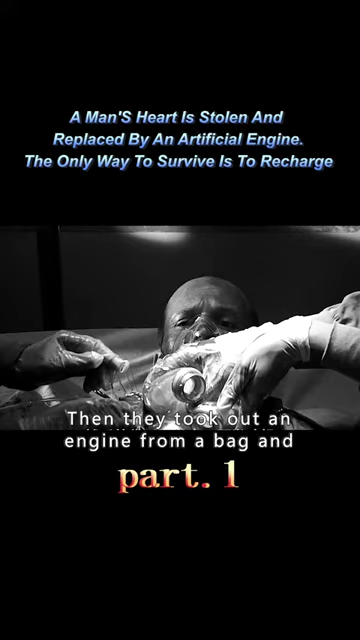 A Man'S Heart Is Stolen And
Replaced By An Artificial Engine.
The Only Way To Survive Is To Recharge
Then they took out an
engine from a bag and
part. 1